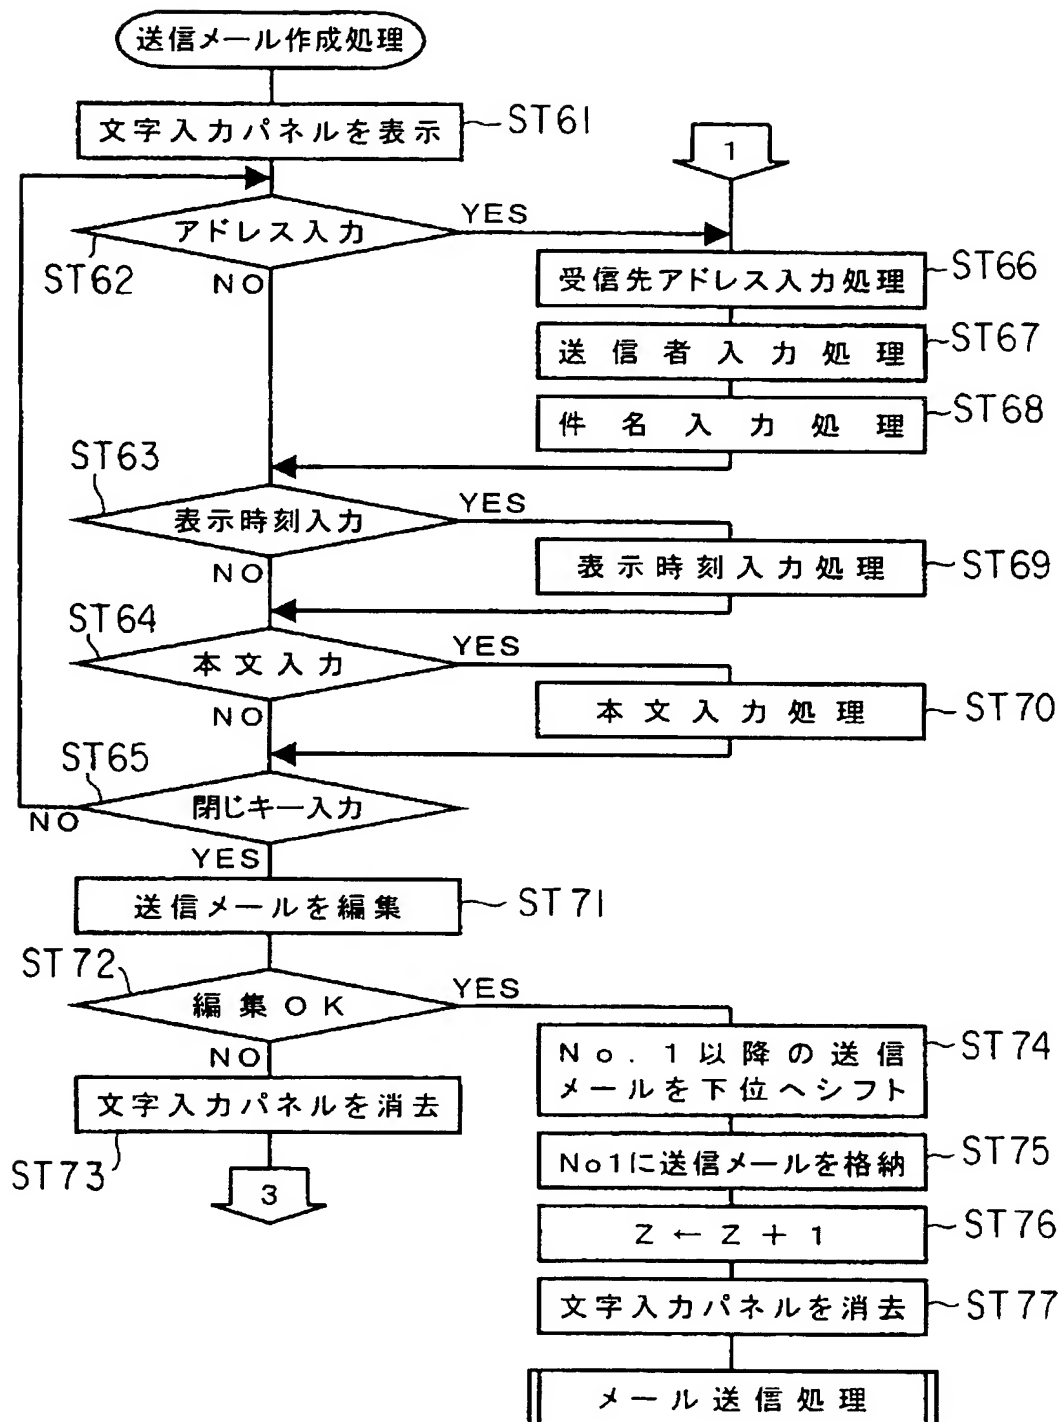 送信メール作成処理
文字入力パネルを表示
ST61
1
アドレス入力
YES
ST62
NO
受信先アドレス入力処理
ST66
送信者入力処理
ST67
件名入力処理
ST68
ST63
表示時刻入力
YES
NO
表示時刻入力処理
ST69
ST64
本文入力
YES
NO
本文入力処理
ST70
ST65
閉じキー入力
NO
YES
送信メールを編集
ST71
ST72
編集OK
YES
NO
No.1以降の送信
メールを下位へシフト
ST74
文字入力パネルを消去
ST73
3
No1に送信メールを格納
ST75
Z ← Z + 1
ST76
文字入力パネルを消去
ST77
メール送信処理